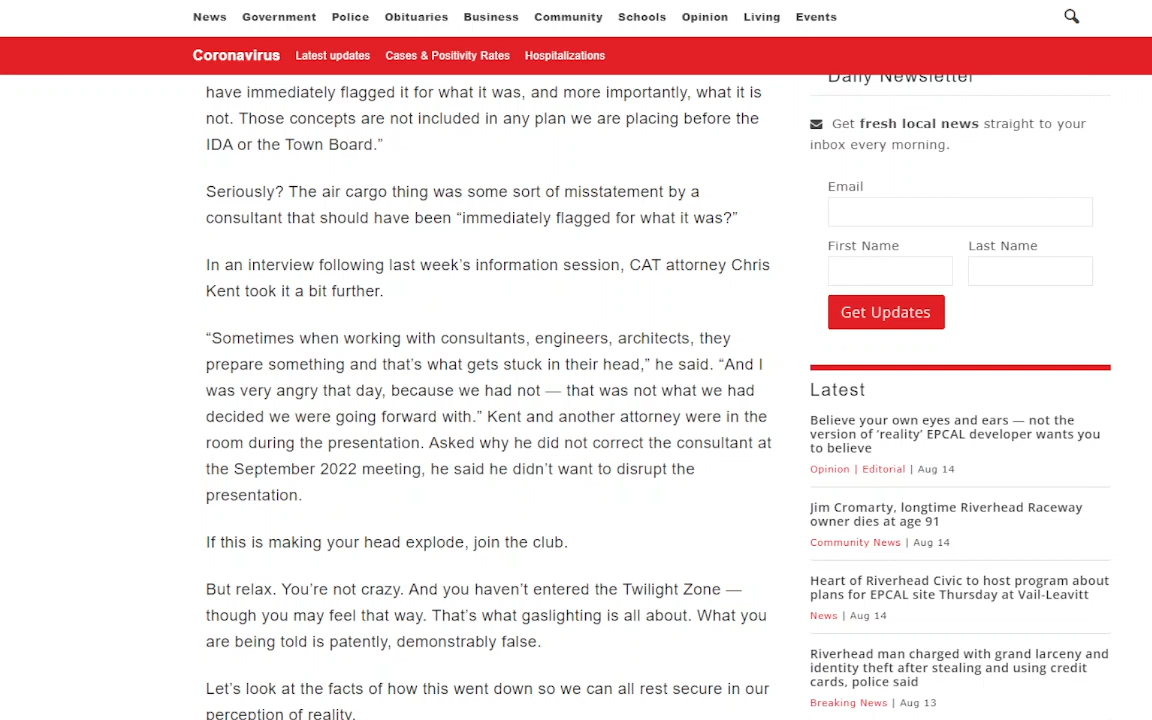 News Government Police Obituaries Business Community Schools Opinion Living Events
Coronavirus Latest updates Cases & Positivity Rates Hospitalizations
have immediately flagged it for what it was, and more importantly, what it is
not. Those concepts are not included in any plan we are placing before the
IDA or the Town Board.”
Seriously? The air cargo thing was some sort of misstatement by a
consultant that should have been “immediately flagged for what it was?”
In an interview following last week’s information session, CAT attorney Chris
Kent took it a bit further.
“Sometimes when working with consultants, engineers, architects, they
prepare something and that’s what gets stuck in their head,” he said. “And I
was very angry that day, because we had not — that was not what we had
decided we were going forward with.” Kent and another attorney were in the
room during the presentation. Asked why he did not correct the consultant at
the September 2022 meeting, he said he didn’t want to disrupt the
presentation.
If this is making your head explode, join the club.
But relax. You’re not crazy. And you haven’t entered the Twilight Zone —
though you may feel that way. That’s what gaslighting is all about. What you
are being told is patently, demonstrably false.
Let’s look at the facts of how this went down so we can all rest secure in our
perception of reality.
Daily Newsletter
Get fresh local news straight to your
inbox every morning.
Email
First Name Last Name
Get Updates
Latest
Believe your own eyes and ears — not the
version of ‘reality’ EPCAL developer wants you
to believe
Opinion | Editorial | Aug 14
Jim Cromarty, longtime Riverhead Raceway
owner dies at age 91
Community News | Aug 14
Heart of Riverhead Civic to host program about
plans for EPCAL site Thursday at Vail-Leavitt
News | Aug 14
Riverhead man charged with grand larceny and
identity theft after stealing and using credit
cards, police said
Breaking News | Aug 13